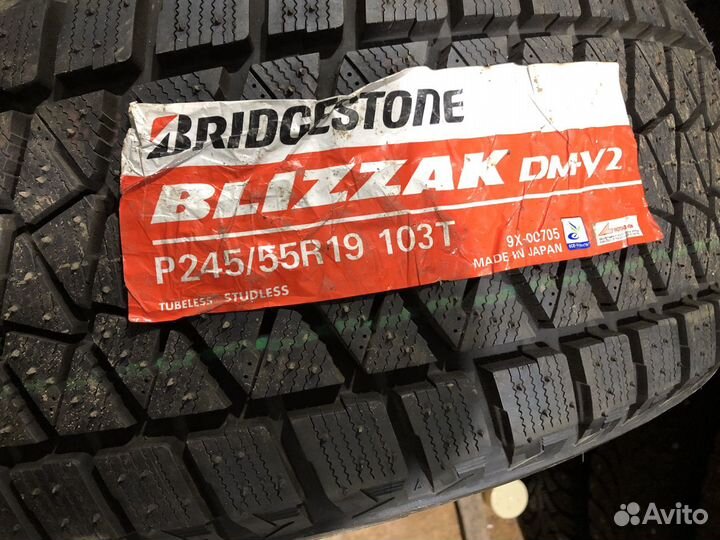 BRIDGESTONE
BLIZZAK DM-V2
P245/55R19 103T
9X-00705
MADE IN JAPAN
TUBELESS STUDLESS
Avito